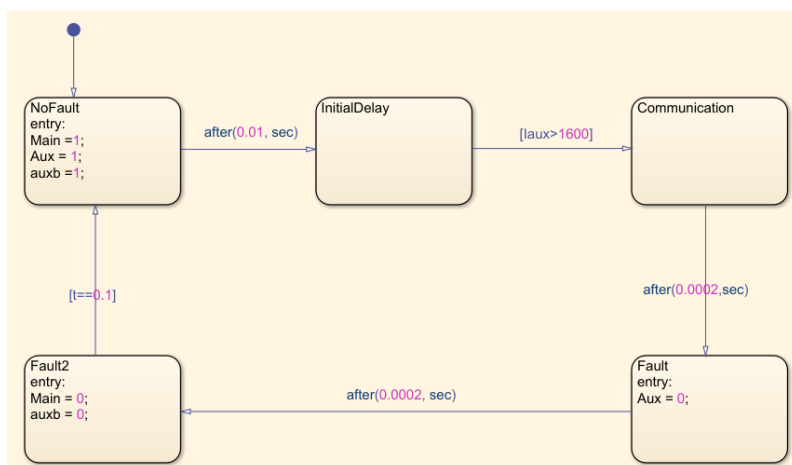 NoFault
entry:
Main =1;
Aux = 1;
auxb =1;
after(0.01, sec)
InitialDelay
[Iaux>1600]
Communication
after(0.0002,sec)
Fault
entry:
Aux = 0;
after(0.0002, sec)
Fault2
entry:
Main = 0;
auxb = 0;
[t==0.1]